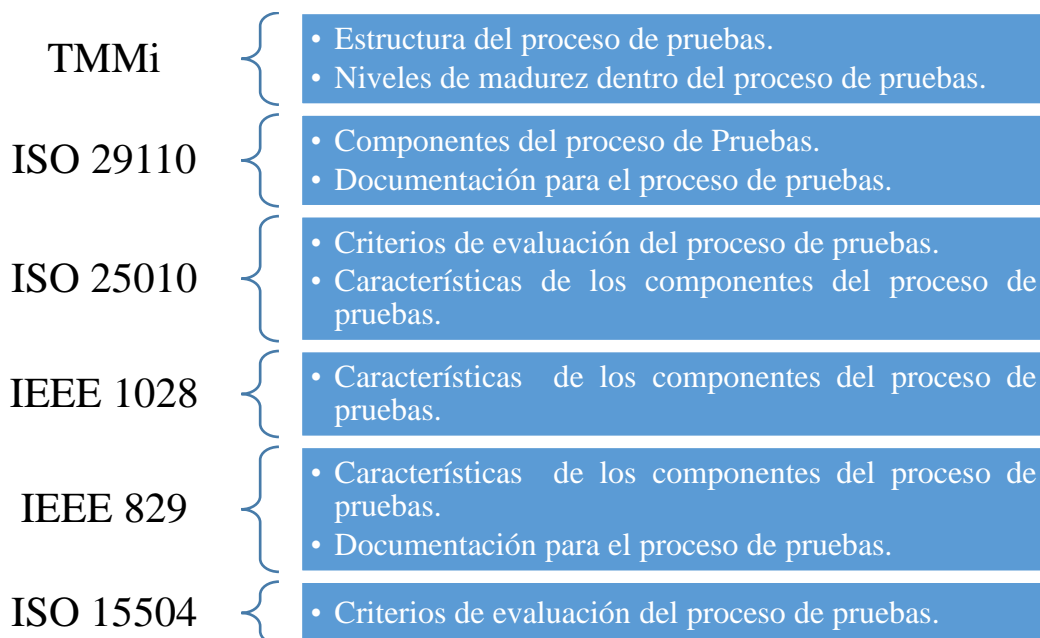 TMMi
• Estructura del proceso de pruebas.
• Niveles de madurez dentro del proceso de pruebas.
ISO 29110
• Componentes del proceso de Pruebas.
• Documentación para el proceso de pruebas.
ISO 25010
• Criterios de evaluación del proceso de pruebas.
• Características de los componentes del proceso de
pruebas.
IEEE 1028
• Características de los componentes del proceso de
pruebas.
IEEE 829
• Características de los componentes del proceso de
pruebas.
• Documentación para el proceso de pruebas.
ISO 15504
• Criterios de evaluación del proceso de pruebas.